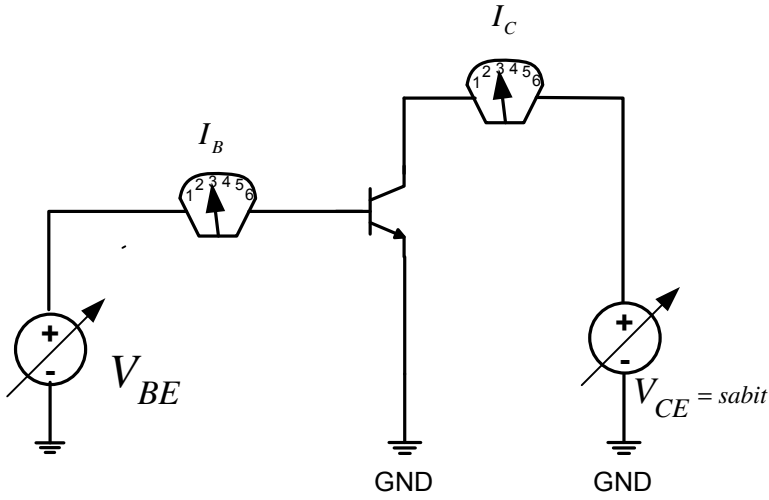 I_C
1 2 3 4 5 6
I_B
1 2 3 4 5 6
+
-
V_BE
+
-
V_CE = sabit
GND
GND